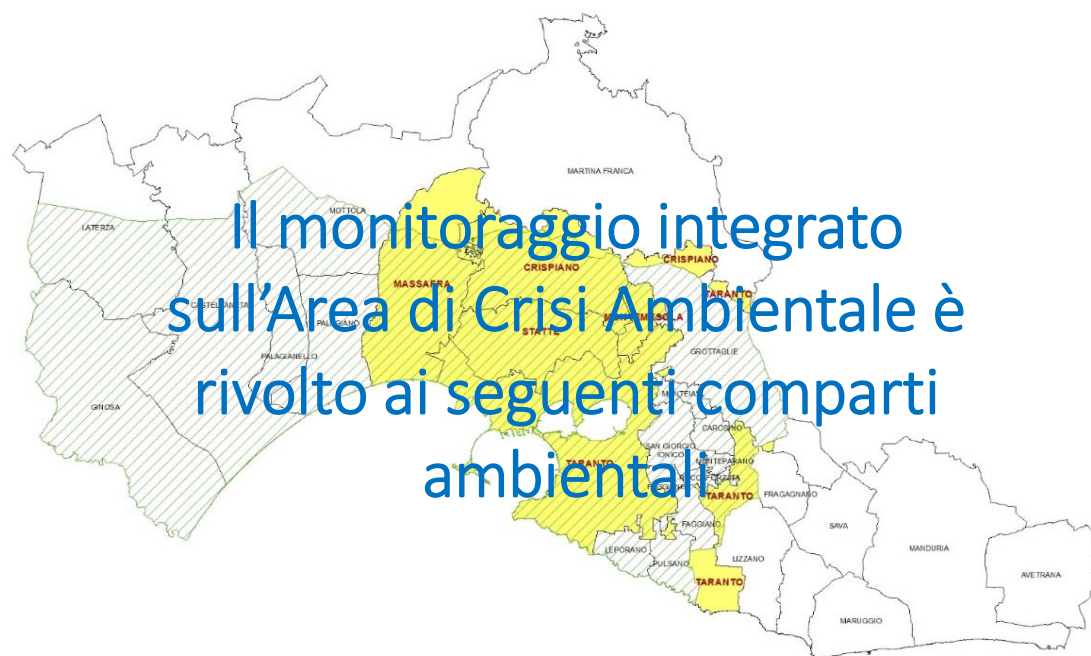 MARTINA FRANCA
MOTTOLA
LATERZA
Il monitoraggio integrato
CRISPIANO
CRISPIANO
MASSAFRA
TARANTO
CASTELLANETA
sull'Area di Crisi Ambientale è
PALAGIANO
MONTEMESOLA
STATTE
GROTTAGLIE
PALAGIANELLO
rivolto ai seguenti comparti
GINOSA
CAROSINO
SAN GIORGIO
IONICO
MONTEPARANO
TARANTO
ambientali
TARANTO
FRAGAGNANO
SAVA
FAGGIANO
MANDURIA
LEPORANO
PULSANO
LIZZANO
AVETRANA
TARANTO
MARUGGIO